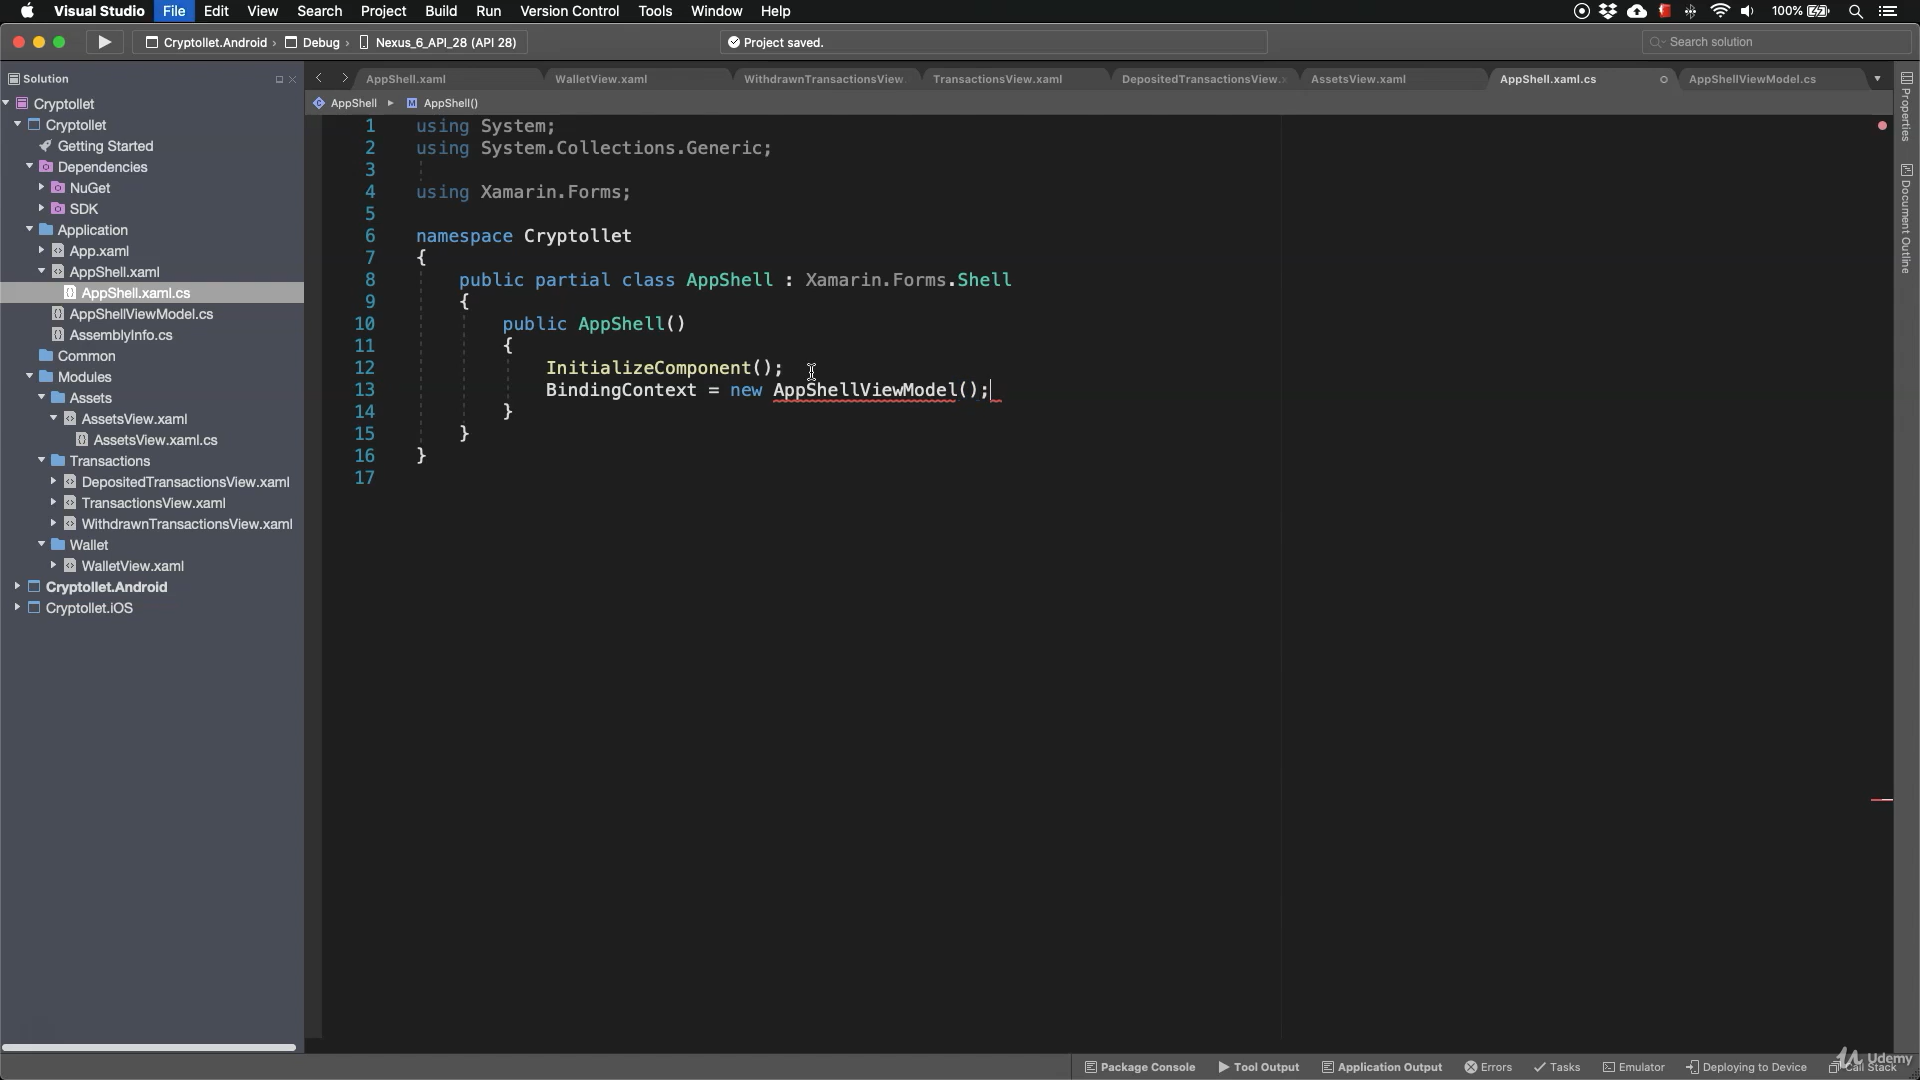 Visual Studio File Edit View Search Project Build Run Version Control Tools Window Help 100%
Cryptollet.Android › Debug › Nexus_6_API_28 (API 28) Project saved. Search solution
Solution
Cryptollet
Cryptollet
Getting Started
Dependencies
NuGet
SDK
Application
App.xaml
AppShell.xaml
AppShell.xaml.cs
AppShellViewModel.cs
AssemblyInfo.cs
Common
Modules
Assets
AssetsView.xaml
AssetsView.xaml.cs
Transactions
DepositedTransactionsView.xaml
TransactionsView.xaml
WithdrawnTransactionsView.xaml
Wallet
WalletView.xaml
Cryptollet.Android
Cryptollet.iOS
AppShell.xaml WalletView.xaml WithdrawnTransactionsView. TransactionsView.xaml DepositedTransactionsView. AssetsView.xaml AppShell.xaml.cs AppShellViewModel.cs
AppShell AppShell()
1 using System;
2 using System.Collections.Generic;
3
4 using Xamarin.Forms;
5
6 namespace Cryptollet
7 {
8 public partial class AppShell : Xamarin.Forms.Shell
9 {
10 public AppShell()
11 {
12 InitializeComponent();
13 BindingContext = new AppShellViewModel();
14 }
15 }
16 }
17
Properties
Document Outline
Package Console Tool Output Application Output Errors Tasks Emulator Deploying to Device Call Stack
Udemy